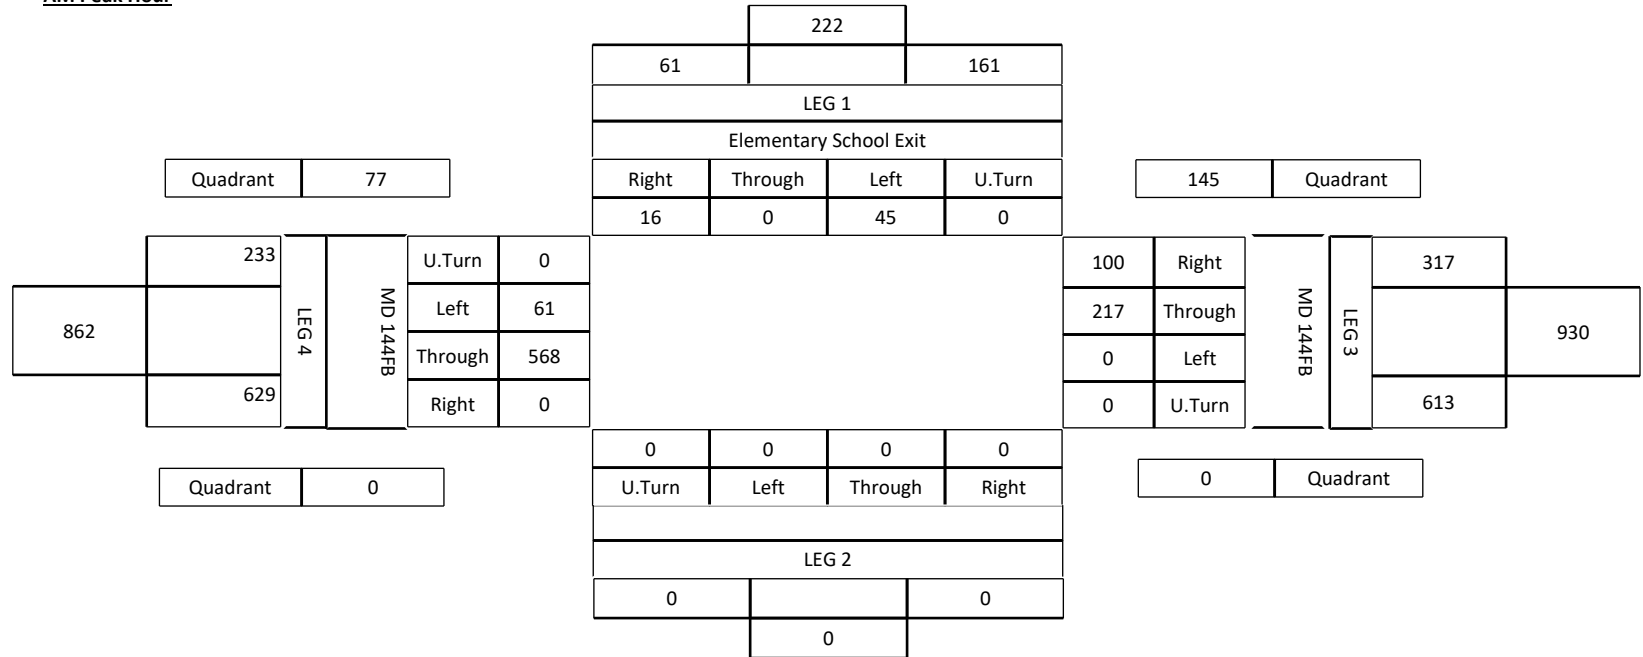 AM Peak Hour
222
61 161
LEG 1
Elementary School Exit
Quadrant 77
Right Through Left U.Turn
145 Quadrant
16 0 45 0
233 U.Turn 0
100 Right 317
862 LEG 4 MD 144FB Left 61
217 Through MD 144FB LEG 3 930
Through 568
0 Left
629 Right 0
0 U.Turn 613
0 0 0 0
Quadrant 0
U.Turn Left Through Right
0 Quadrant
LEG 2
0 0
0